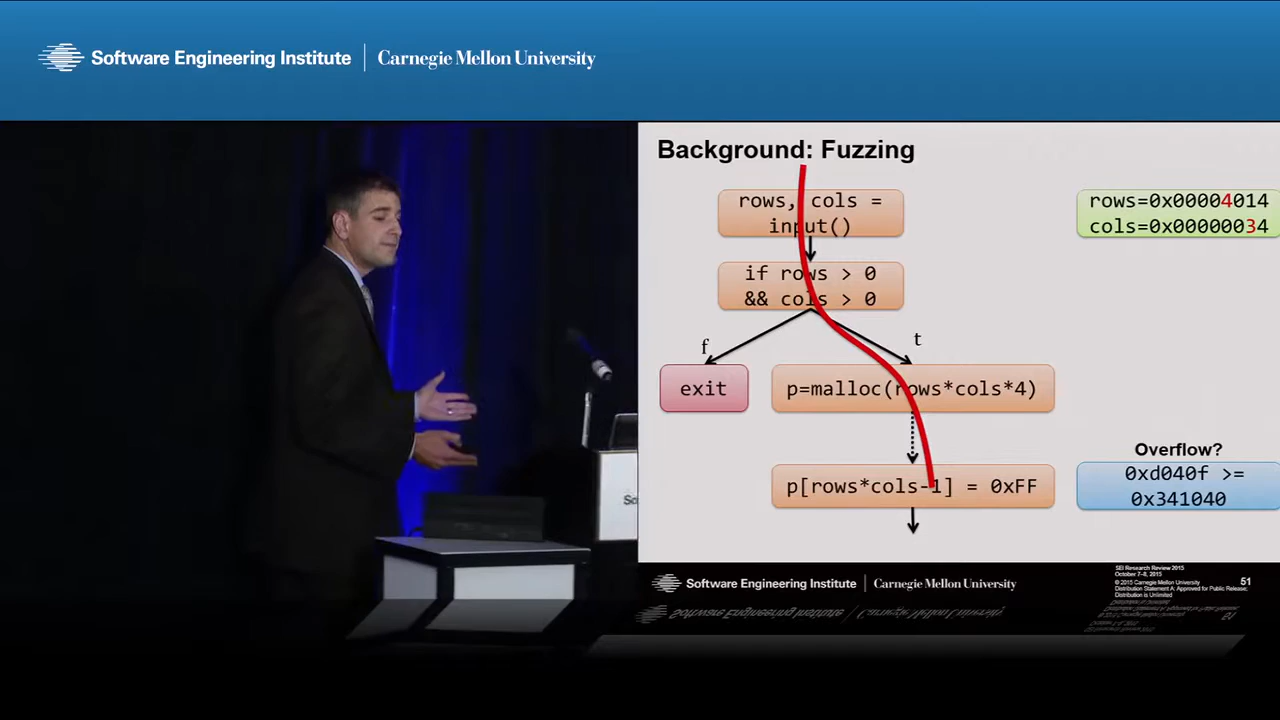 Software Engineering Institute | Carnegie Mellon University
Background: Fuzzing
rows, cols =
input()
rows=0x00004014
cols=0x00000034
if rows > 0
&& cols > 0
f
t
exit
p=malloc(rows*cols*4)
Overflow?
p[rows*cols-1] = 0xFF
0xd040f >=
0x341040
Software Engineering Institute | Carnegie Mellon University
SEI Research Review 2015
October 7-8, 2015
© 2015 Carnegie Mellon University
Distribution Statement A: Approved for Public Release;
Distribution is Unlimited
51
So